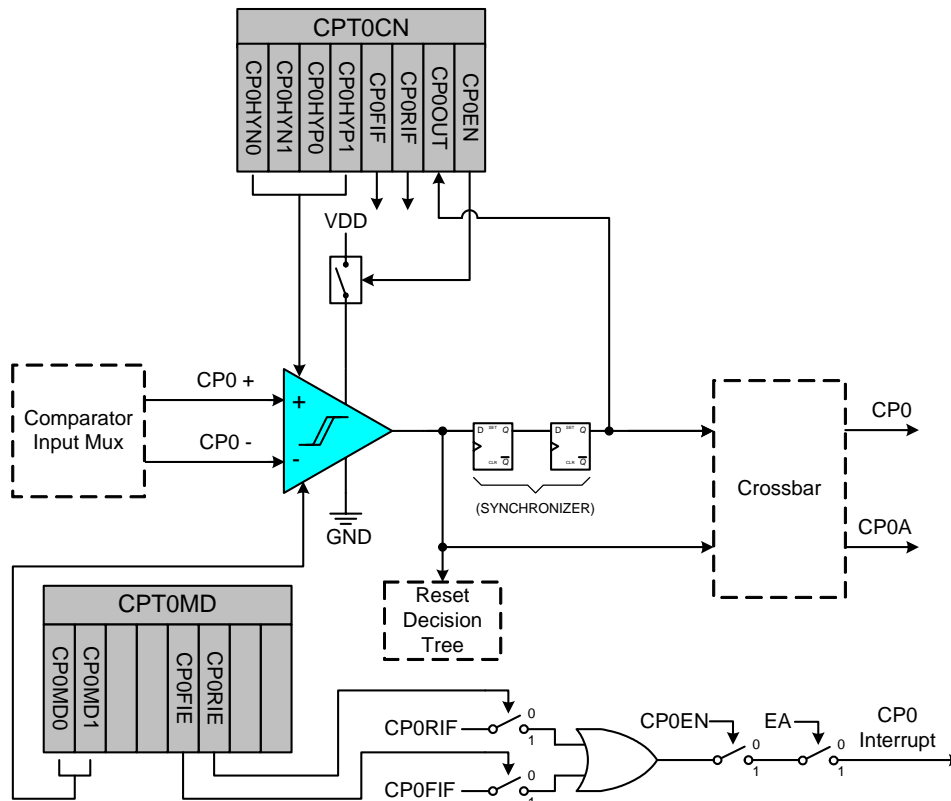 CPT0CN
CP0HYN0
CP0HYN1
CP0HYP0
CP0HYP1
CP0FIF
CP0RIF
CP0OUT
CP0EN
VDD
Comparator
Input Mux
CP0 +
CP0 -
+
-
GND
D SET Q
CLR Q
D SET Q
CLR Q
(SYNCHRONIZER)
Crossbar
CP0
CP0A
Reset
Decision
Tree
CPT0MD
CP0MD0
CP0MD1
CP0FIE
CP0RIE
CP0RIF
0
1
CP0FIF
0
1
CP0EN
0
1
EA
0
1
CP0
Interrupt